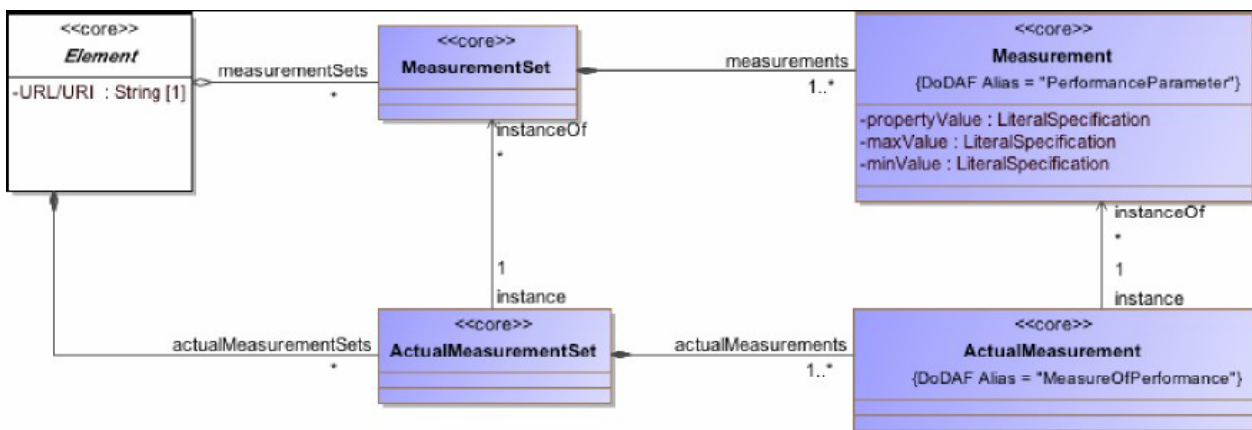 <<core>>
Element
-URL/URI : String [1]
measurementSets
*
<<core>>
MeasurementSet
measurements
1..*
<<core>>
Measurement
{DoDAF Alias = "PerformanceParameter"}
-propertyValue : LiteralSpecification
-maxValue : LiteralSpecification
-minValue : LiteralSpecification
instanceOf
*
1
instance
instanceOf
*
1
instance
actualMeasurementSets
*
<<core>>
ActualMeasurementSet
actualMeasurements
1..*
<<core>>
ActualMeasurement
{DoDAF Alias = "MeasureOfPerformance"}